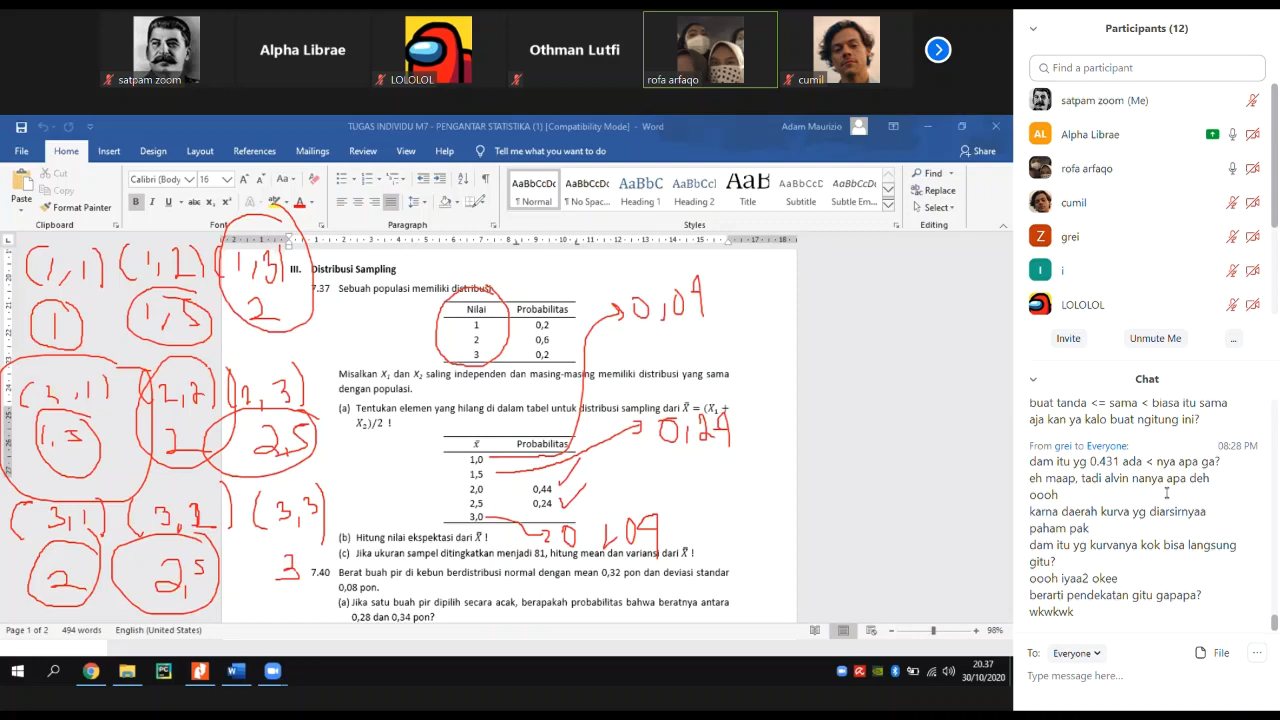 satpam zoom
Alpha Librae
LOLOLOL
Othman Lutfi
rofa arfaqo
cumil
TUGAS INDIVIDU M7 - PENGANTAR STATISTIKA (1) [Compatibility Mode] - Word
Adam Maurizio
File Home Insert Design Layout References Mailings Review View Help Tell me what you want to do Share
Paste
Cut
Copy
Format Painter
Clipboard
Calibri (Body) 16
Paragraph
AaBbCcDc AaBbCcDc AaBbCc AaBbCc AaB AaBbCcC AaBbCcDc
¶ Normal ¶ No Spac... Heading 1 Heading 2 Title Subtitle Subtle Em...
Styles
Find
Replace
Select
Editing
III. Distribusi Sampling
7.37 Sebuah populasi memiliki distribusi
Nilai Probabilitas
1 0,2
2 0,6
3 0,2
Misalkan X₁ dan X₂ saling independen dan masing-masing memiliki distribusi yang sama
dengan populasi.
(a) Tentukan elemen yang hilang di dalam tabel untuk distribusi sampling dari X̄ = (X₁ +
X₂)/2 !
x̄ Probabilitas
1,0
1,5
2,0 0,44
2,5 0,24
3,0
(b) Hitung nilai ekspektasi dari X̄ !
(c) Jika ukuran sampel ditingkatkan menjadi 81, hitung mean dan variansi dari X̄ !
7.40 Berat buah pir di kebun berdistribusi normal dengan mean 0,32 pon dan deviasi standar
0,08 pon.
(a) Jika satu buah pir dipilih secara acak, berapakah probabilitas bahwa beratnya antara
0,28 dan 0,34 pon?
(1,1) (1,2) (1,3)
1 1,5 2
(2,1) (2,2) (2,3)
1,5 2 2,5
(3,1) (3,2) (3,3)
2 2,5 3
0,04
0,24
0,04
Page 1 of 2 494 words English (United States)
98%
20.37
30/10/2020
Participants (12)
Find a participant
satpam zoom (Me)
AL Alpha Librae
rofa arfaqo
cumil
Z grei
I i
LOLOLOL
Invite Unmute Me ...
Chat
buat tanda <= sama < biasa itu sama
aja kan ya kalo buat ngitung ini?
From grei to Everyone: 08:28 PM
dam itu yg 0.431 ada < nya apa ga?
eh maap, tadi alvin nanya apa deh
oooh
karna daerah kurva yg diarsirnyaa
paham pak
dam itu yg kurvanya kok bisa langsung
gitu?
oooh iyaa2 okee
berarti pendekatan gitu gapapa?
wkwkwk
To: Everyone File ...
Type message here...